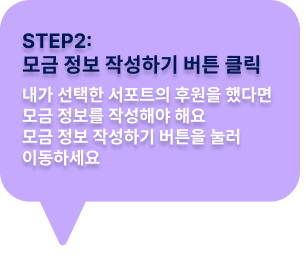 STEP2:
모금 정보 작성하기 버튼 클릭
내가 선택한 서포트의 후원을 했다면
모금 정보를 작성해야 해요
모금 정보 작성하기 버튼을 눌러
이동하세요